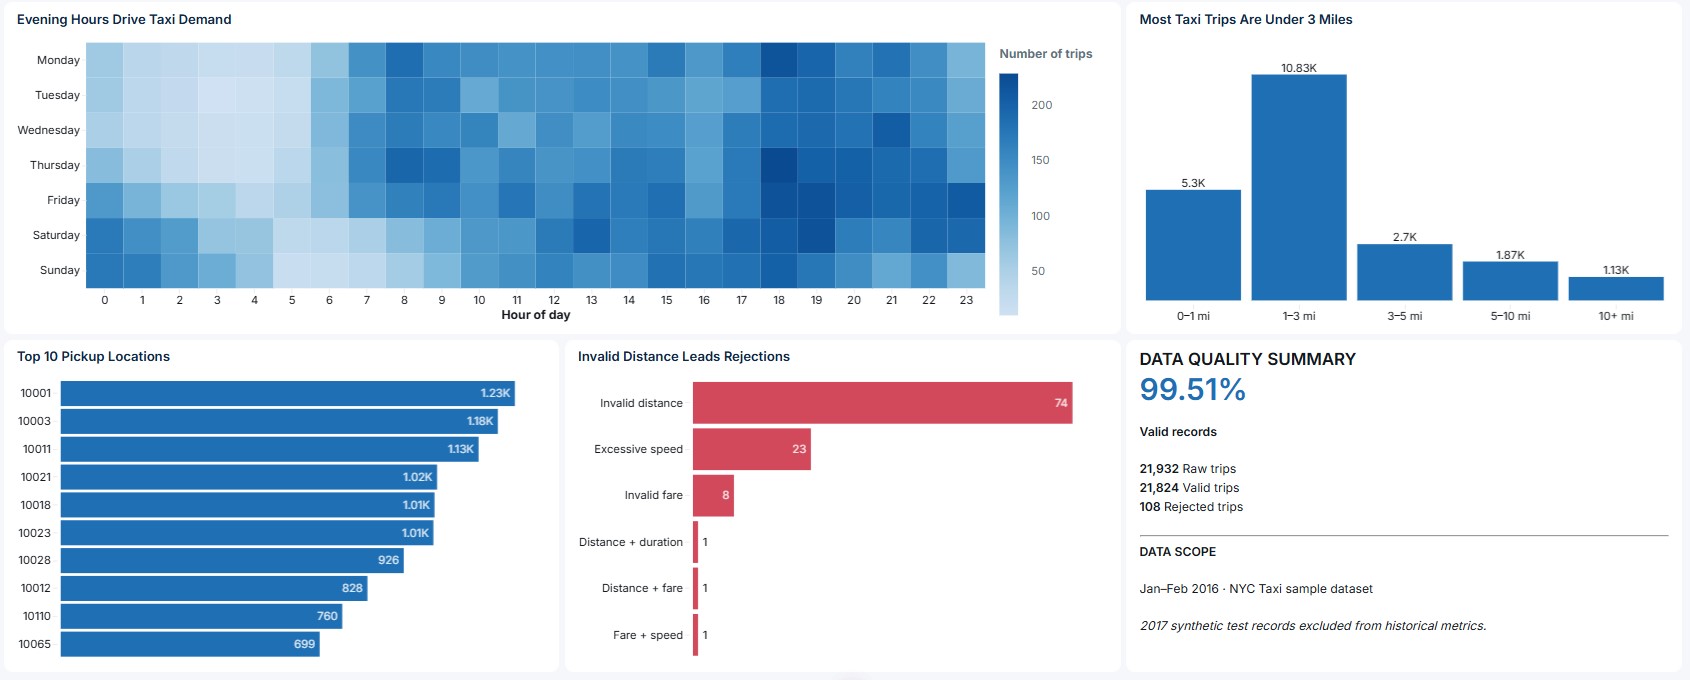 Evening Hours Drive Taxi Demand
Monday
Tuesday
Wednesday
Thursday
Friday
Saturday
Sunday
0 1 2 3 4 5 6 7 8 9 10 11 12 13 14 15 16 17 18 19 20 21 22 23
Hour of day
Number of trips
200
150
100
50
Most Taxi Trips Are Under 3 Miles
5.3K
10.83K
2.7K
1.87K
1.13K
0–1 mi 1–3 mi 3–5 mi 5–10 mi 10+ mi
Top 10 Pickup Locations
10001 1.23K
10003 1.18K
10011 1.13K
10021 1.02K
10018 1.01K
10023 1.01K
10028 926
10012 828
10110 760
10065 699
Invalid Distance Leads Rejections
Invalid distance 74
Excessive speed 23
Invalid fare 8
Distance + duration 1
Distance + fare 1
Fare + speed 1
DATA QUALITY SUMMARY
99.51%
Valid records
21,932 Raw trips
21,824 Valid trips
108 Rejected trips
DATA SCOPE
Jan–Feb 2016 · NYC Taxi sample dataset
2017 synthetic test records excluded from historical metrics.